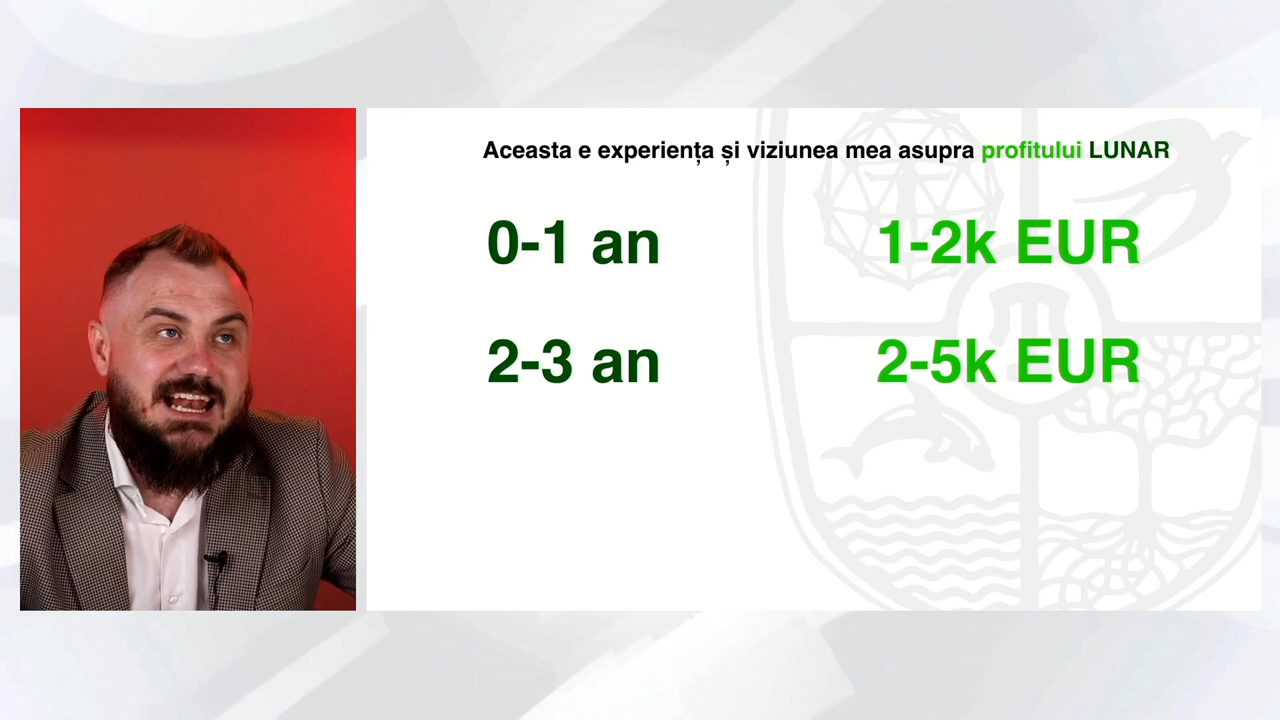 Aceasta e experiența și viziunea mea asupra profitului LUNAR
0-1 an 1-2k EUR
2-3 an 2-5k EUR